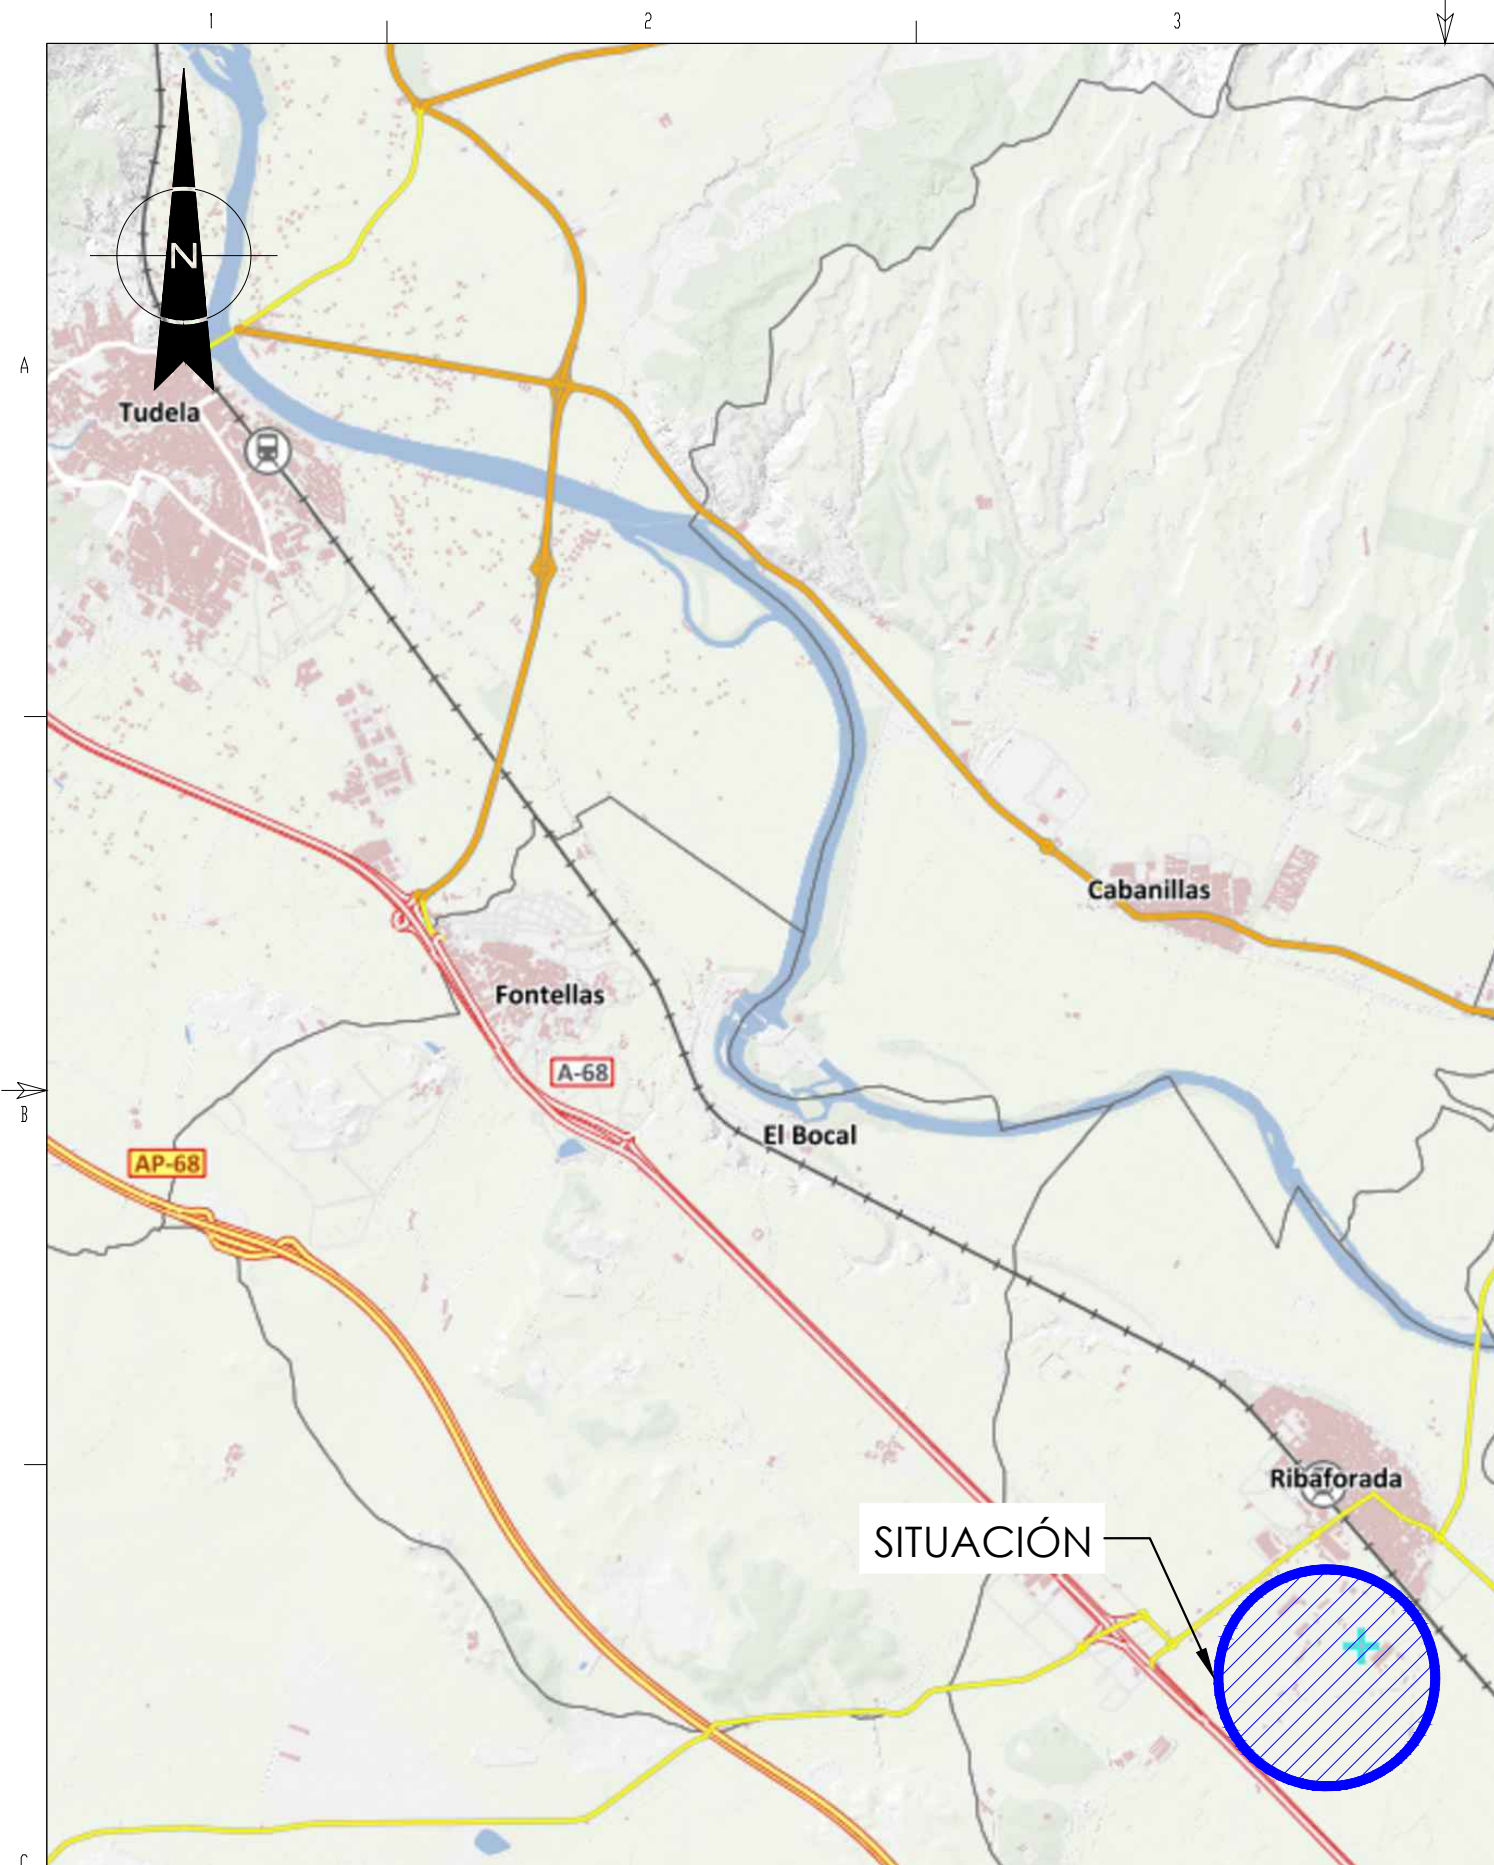 1
2
3
N
A
Tudela
Cabanillas
Fontellas
A-68
B
El Bocal
AP-68
Ribaforada
SITUACIÓN
C